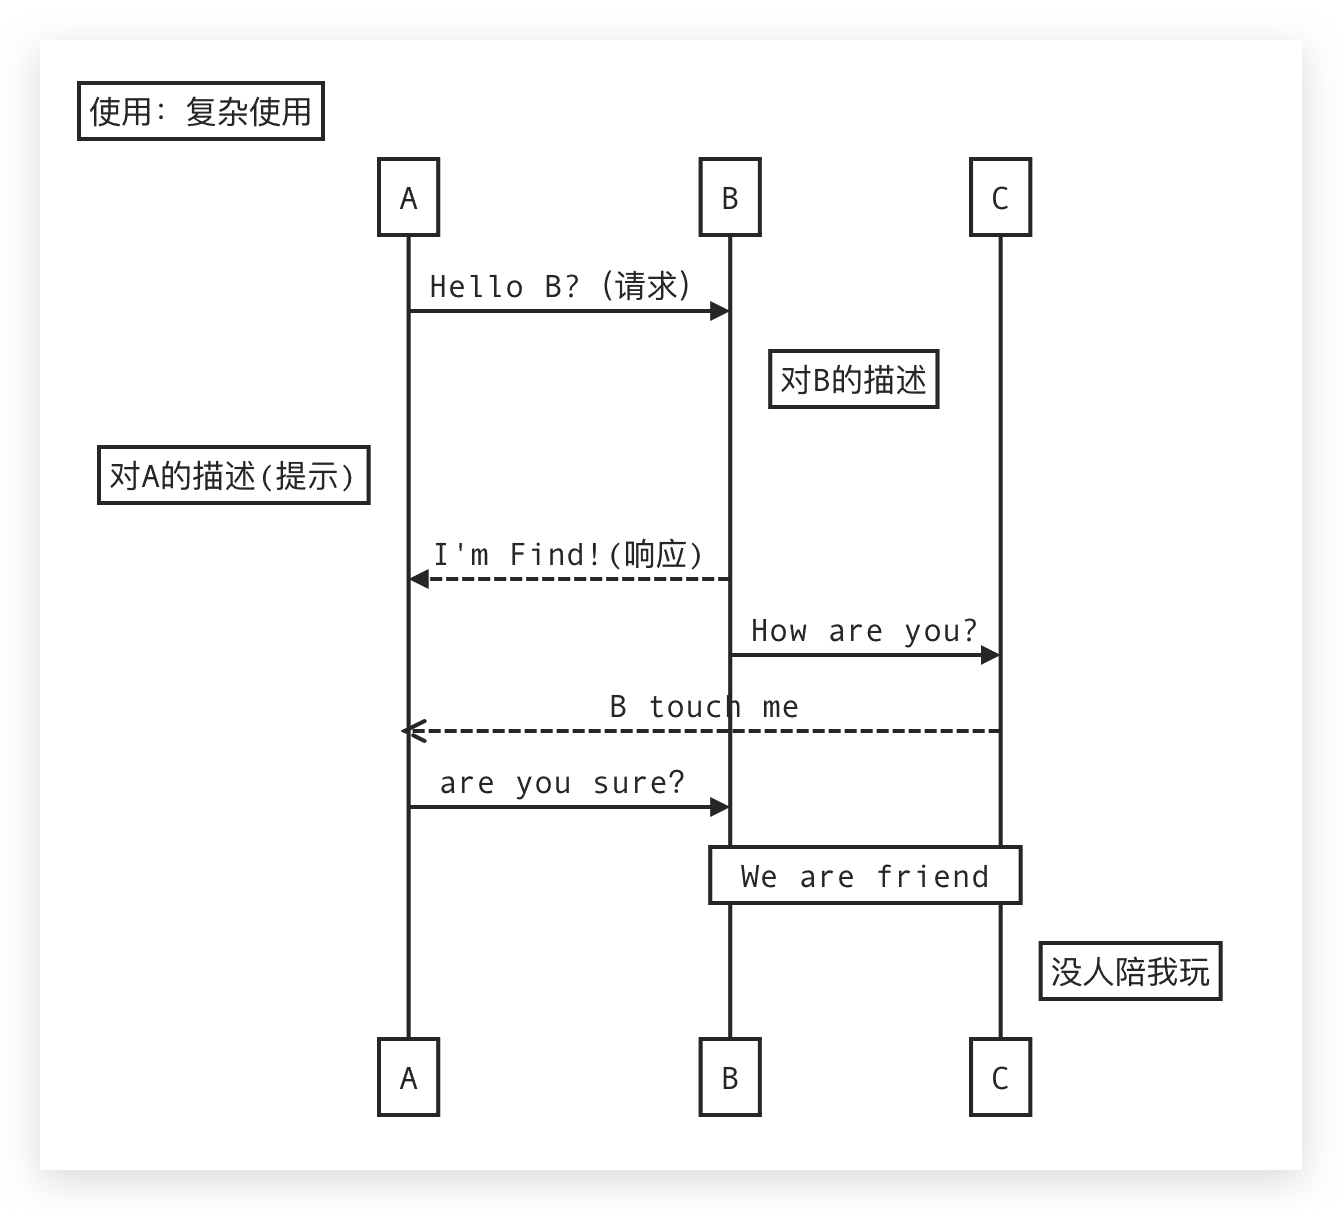 使用：复杂使用
A
B
C
Hello B?（请求）
对B的描述
对A的描述(提示)
I'm Find!(响应)
How are you?
B touch me
are you sure？
We are friend
没人陪我玩
A
B
C